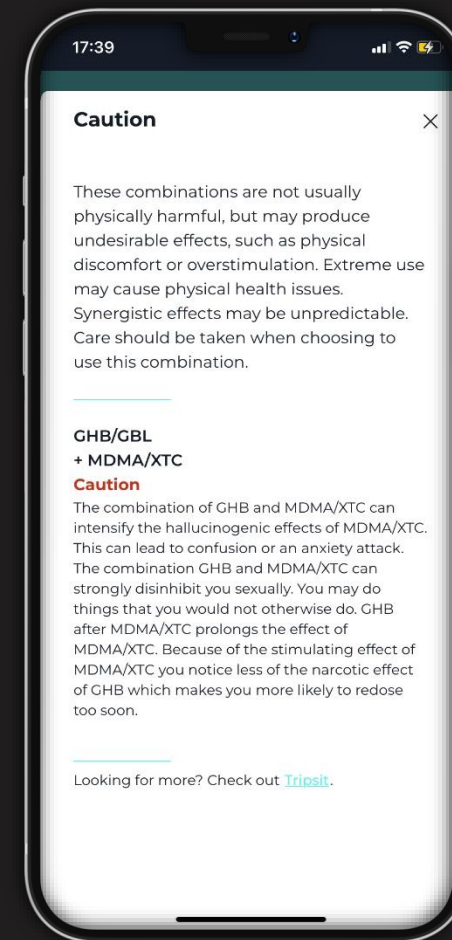 17:39
Caution
These combinations are not usually
physically harmful, but may produce
undesirable effects, such as physical
discomfort or overstimulation. Extreme use
may cause physical health issues.
Synergistic effects may be unpredictable.
Care should be taken when choosing to
use this combination.
GHB/GBL
+ MDMA/XTC
Caution
The combination of GHB and MDMA/XTC can
intensify the hallucinogenic effects of MDMA/XTC.
This can lead to confusion or an anxiety attack.
The combination GHB and MDMA/XTC can
strongly disinhibit you sexually. You may do
things that you would not otherwise do. GHB
after MDMA/XTC prolongs the effect of
MDMA/XTC. Because of the stimulating effect of
MDMA/XTC you notice less of the narcotic effect
of GHB which makes you more likely to redose
too soon.
Looking for more? Check out Tripsit.